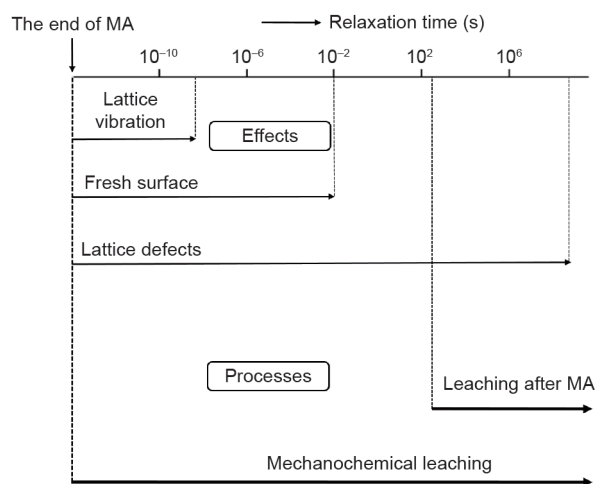 The end of MA
Relaxation time (s)
10⁻¹⁰ 10⁻⁶ 10⁻² 10² 10⁶
Lattice
vibration
Effects
Fresh surface
Lattice defects
Processes
Leaching after MA
Mechanochemical leaching